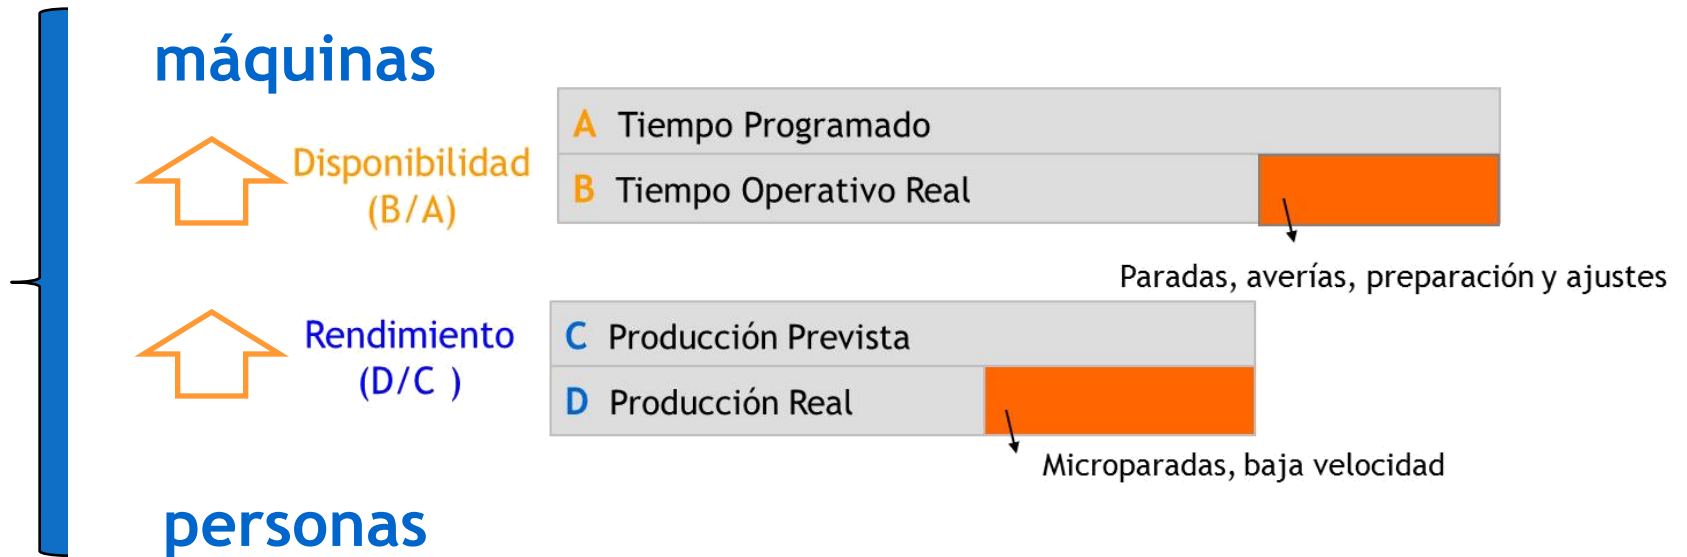 máquinas
Disponibilidad
(B/A)
A Tiempo Programado
B Tiempo Operativo Real
Paradas, averías, preparación y ajustes
Rendimiento
(D/C )
C Producción Prevista
D Producción Real
Microparadas, baja velocidad
personas